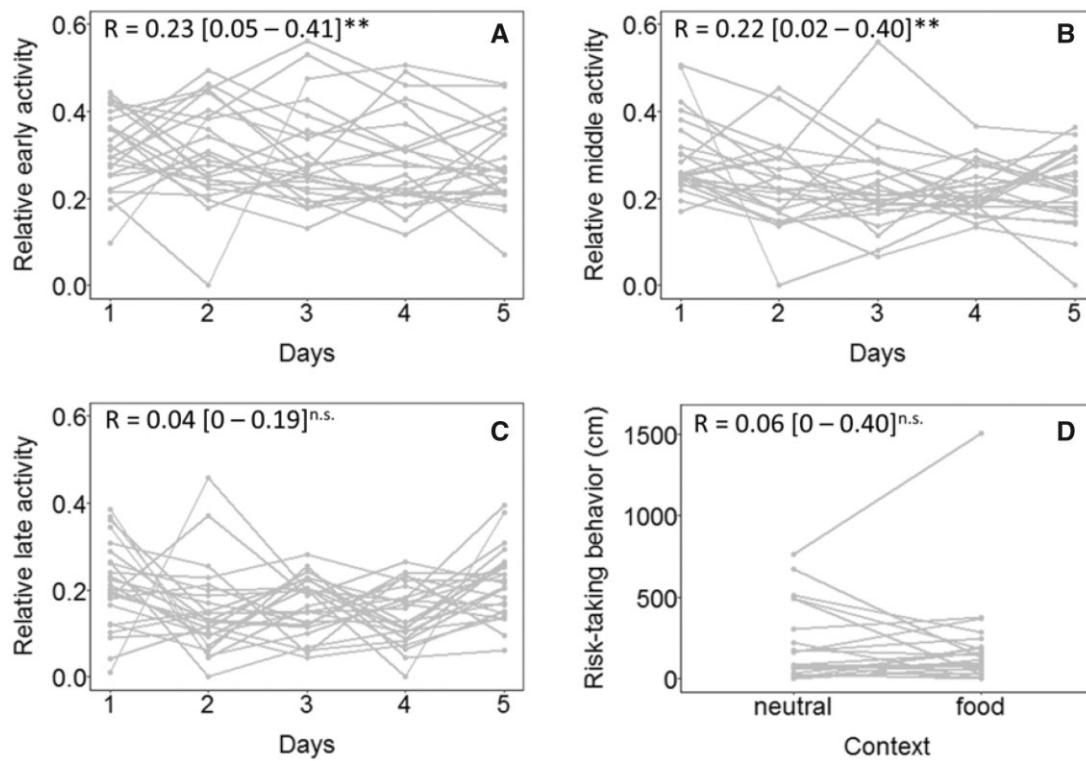 R = 0.23 [0.05 – 0.41]**
A
Relative early activity
0.6
0.4
0.2
0.0
1 2 3 4 5
Days
R = 0.22 [0.02 – 0.40]**
B
Relative middle activity
0.6
0.4
0.2
0.0
1 2 3 4 5
Days
R = 0.04 [0 – 0.19]n.s.
C
Relative late activity
0.6
0.4
0.2
0.0
1 2 3 4 5
Days
R = 0.06 [0 – 0.40]n.s.
D
Risk-taking behavior (cm)
1500
1000
500
0
neutral food
Context